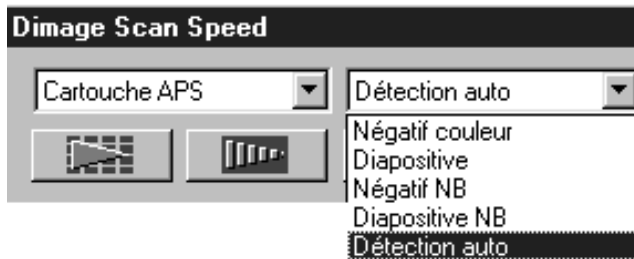 Dimage Scan Speed
Cartouche APS
Détection auto
Négatif couleur
Diapositive
Négatif NB
Diapositive NB
Détection auto